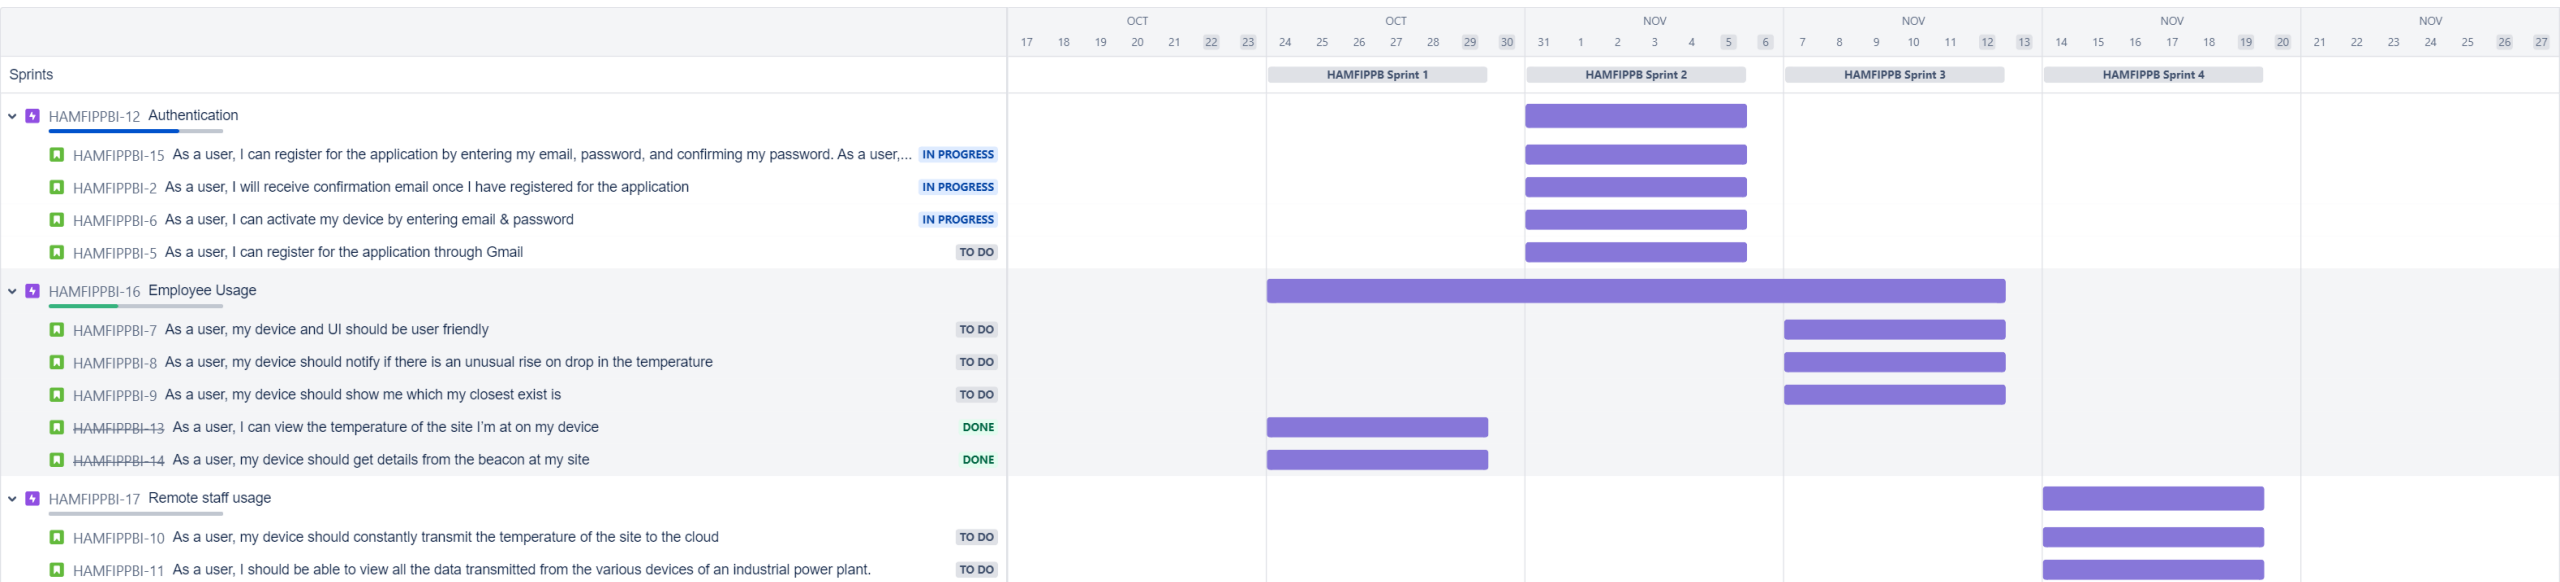 OCT OCT NOV NOV NOV NOV
17 18 19 20 21 22 23 24 25 26 27 28 29 30 31 1 2 3 4 5 6 7 8 9 10 11 12 13 14 15 16 17 18 19 20 21 22 23 24 25 26 27
Sprints HAMFIPPB Sprint 1 HAMFIPPB Sprint 2 HAMFIPPB Sprint 3 HAMFIPPB Sprint 4
HAMFIPPBI-12 Authentication
HAMFIPPBI-15 As a user, I can register for the application by entering my email, password, and confirming my password. As a user,... IN PROGRESS
HAMFIPPBI-2 As a user, I will receive confirmation email once I have registered for the application IN PROGRESS
HAMFIPPBI-6 As a user, I can activate my device by entering email & password IN PROGRESS
HAMFIPPBI-5 As a user, I can register for the application through Gmail TO DO
HAMFIPPBI-16 Employee Usage
HAMFIPPBI-7 As a user, my device and UI should be user friendly TO DO
HAMFIPPBI-8 As a user, my device should notify if there is an unusual rise on drop in the temperature TO DO
HAMFIPPBI-9 As a user, my device should show me which my closest exist is TO DO
HAMFIPPBI-13 As a user, I can view the temperature of the site I'm at on my device DONE
HAMFIPPBI-14 As a user, my device should get details from the beacon at my site DONE
HAMFIPPBI-17 Remote staff usage
HAMFIPPBI-10 As a user, my device should constantly transmit the temperature of the site to the cloud TO DO
HAMFIPPBI-11 As a user, I should be able to view all the data transmitted from the various devices of an industrial power plant. TO DO